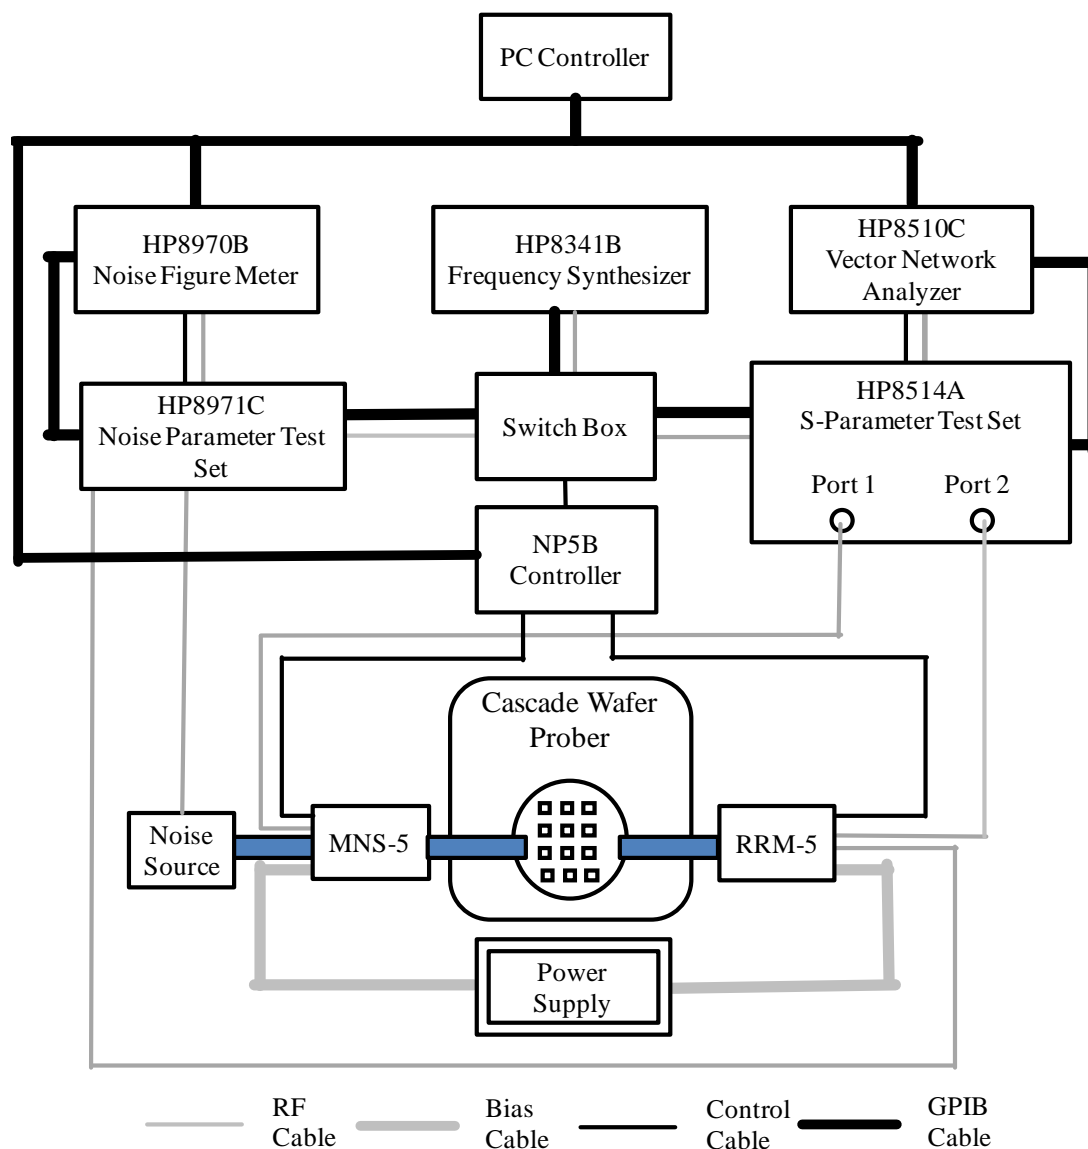 PC Controller
HP8970B
Noise Figure Meter
HP8341B
Frequency Synthesizer
HP8510C
Vector Network
Analyzer
HP8971C
Noise Parameter Test
Set
Switch Box
HP8514A
S-Parameter Test Set
Port 1
Port 2
NP5B
Controller
Cascade Wafer
Prober
Noise
Source
MNS-5
RRM-5
Power
Supply
RF
Cable
Bias
Cable
Control
Cable
GPIB
Cable